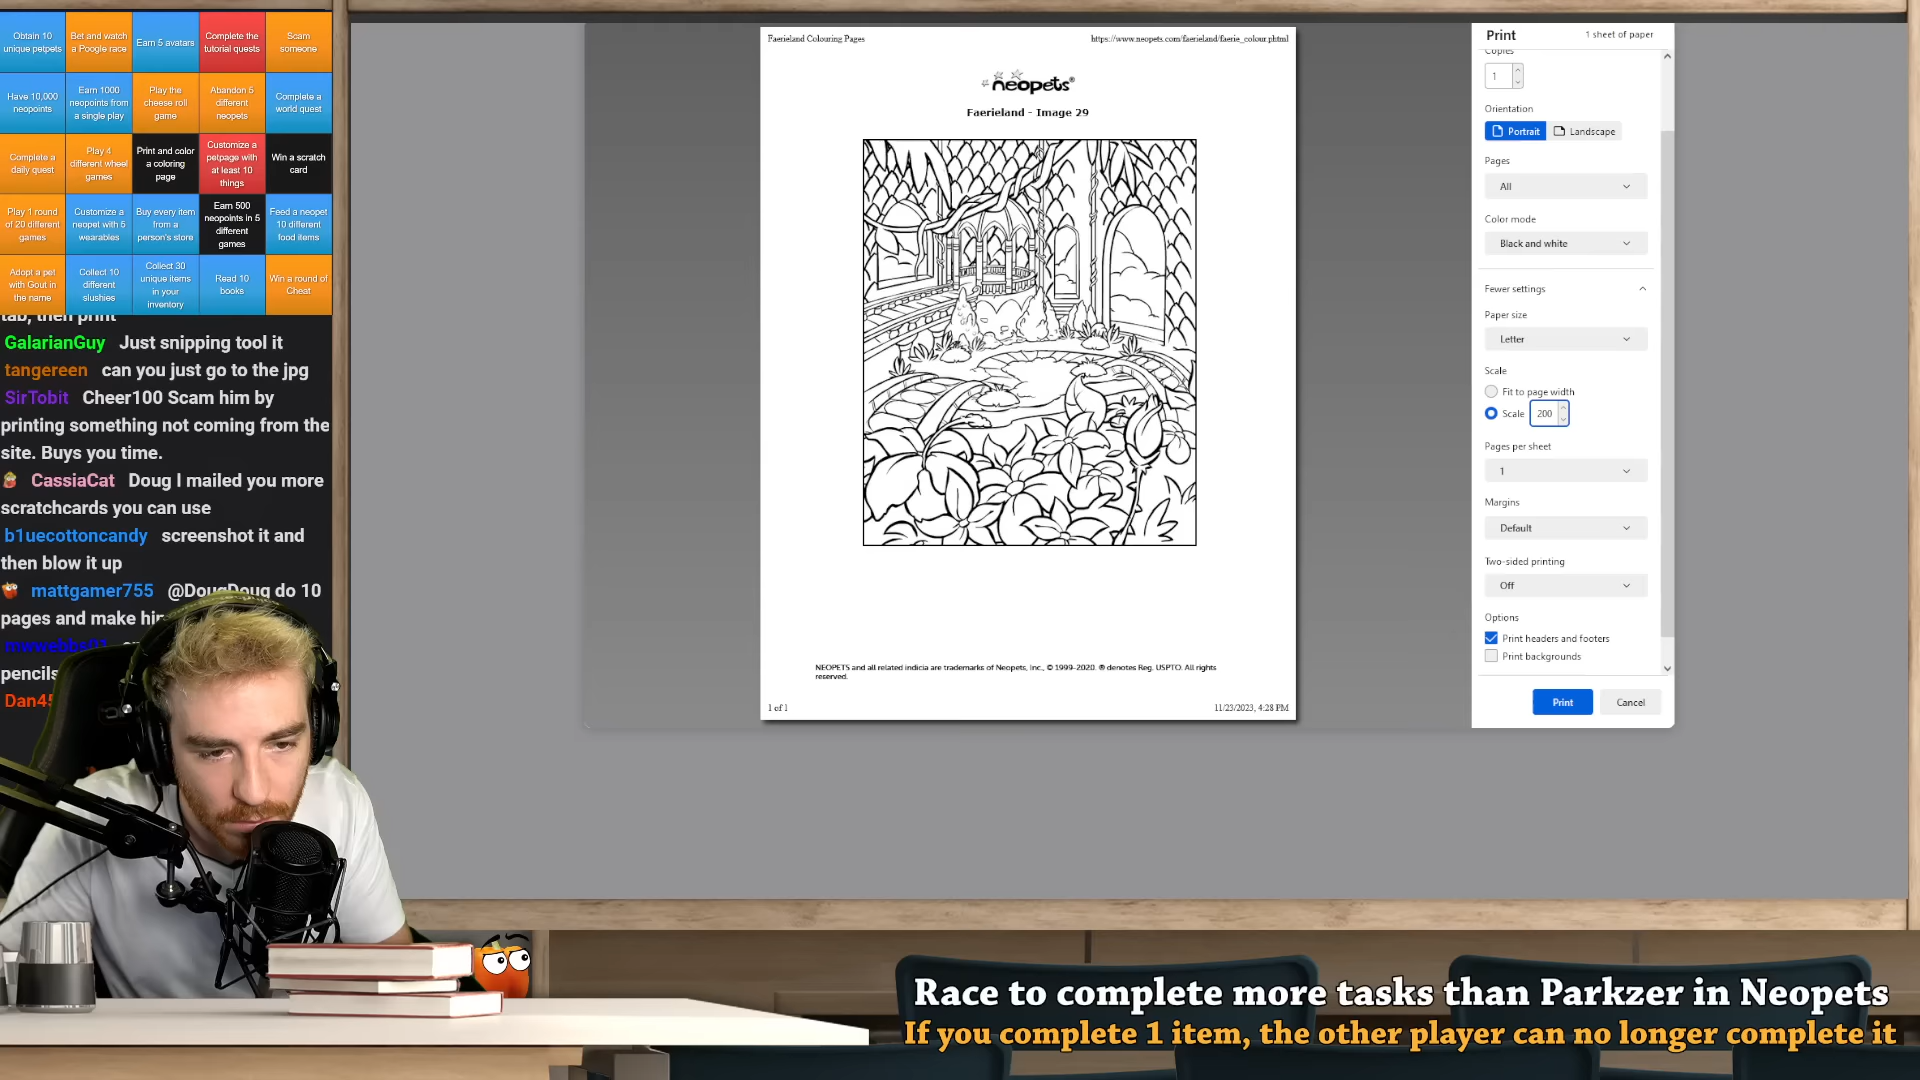 Obtain 10
unique petpets
Bet and watch
a Poogle race
Earn 5 avatars
Complete the
tutorial quests
Scam
someone
Have 10,000
neopoints
Earn 1000
neopoints from
a single play
Play the
cheese roll
game
Abandon 5
different
neopets
Complete a
world quest
Complete a
daily quest
Play 4
different wheel
games
Print and color
a coloring
page
Customize a
petpage with
at least 10
things
Win a scratch
card
Play 1 round
of 20 different
games
Customize a
neopet with 5
wearables
Buy every item
from a
person's store
Earn 500
neopoints in 5
different
games
Feed a neopet
10 different
food items
Adopt a pet
with Gout in
the name
Collect 10
different
slushies
Collect 30
unique items
in your
inventory
Read 10
books
Win a round of
Cheat
tab, then print
GalarianGuy Just snipping tool it
tangereen can you just go to the jpg
SirTobit Cheer100 Scam him by
printing something not coming from the
site. Buys you time.
CassiaCat Doug I mailed you more
scratchcards you can use
b1uecottoncandy screenshot it and
then blow it up
mattgamer755 @DougDoug do 10
pages and make
pencils
Faerieland Colouring Pages
https://www.neopets.com/faerieland/faerie_colour.phtml
neopets®
Faerieland - Image 29
NEOPETS and all related indicia are trademarks of Neopets, Inc., © 1999-2020. ® denotes Reg. USPTO. All rights
reserved.
1 of 1
11/23/2023, 4:28 PM
Print
1 sheet of paper
Copies
1
Orientation
Portrait
Landscape
Pages
All
Color mode
Black and white
Fewer settings
Paper size
Letter
Scale
Fit to page width
Scale
200
Pages per sheet
1
Margins
Default
Two-sided printing
Off
Options
Print headers and footers
Print backgrounds
Print
Cancel
Race to complete more tasks than Parkzer in Neopets
If you complete 1 item, the other player can no longer complete it